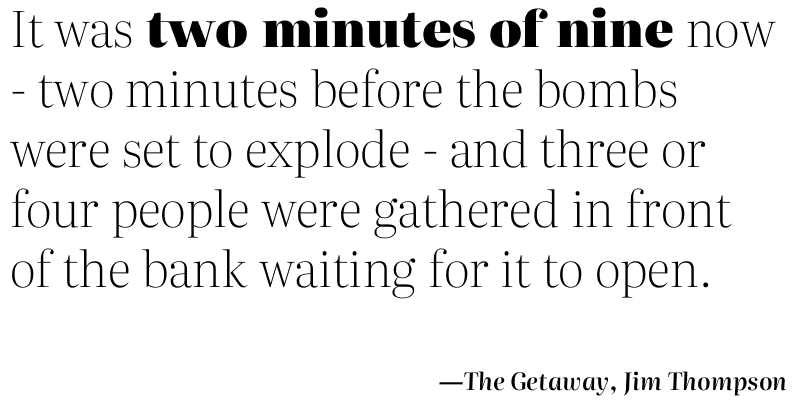 It was two minutes of nine now
- two minutes before the bombs
were set to explode - and three or
four people were gathered in front
of the bank waiting for it to open.
—The Getaway, Jim Thompson